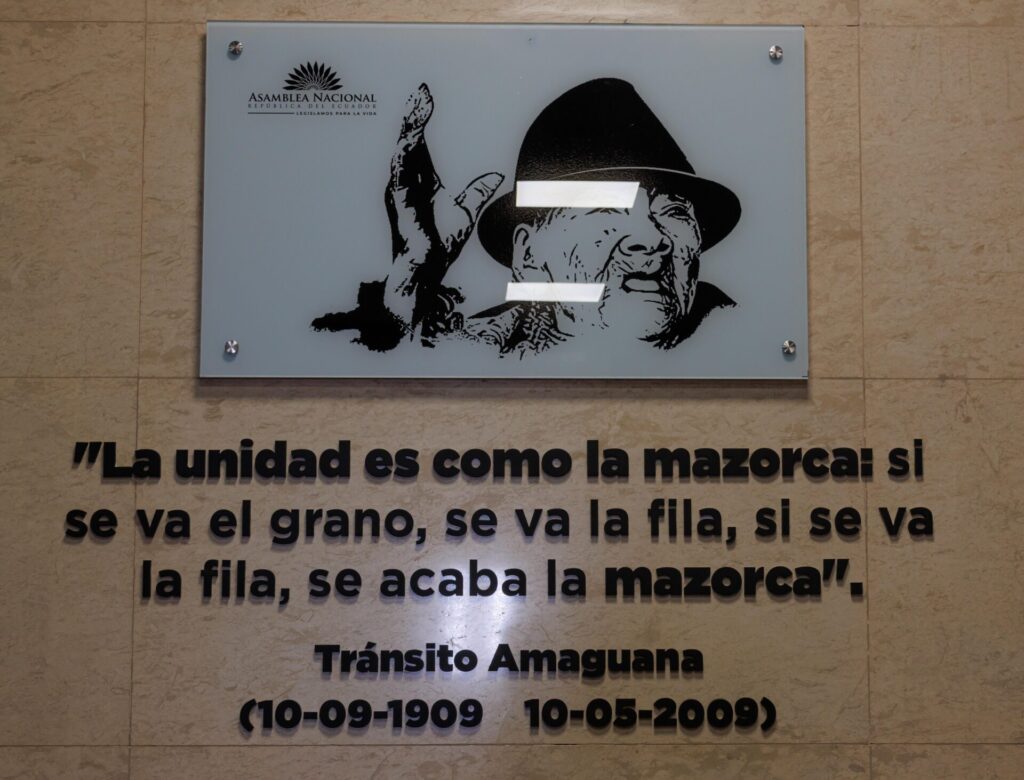 ASAMBLEA NACIONAL
REPÚBLICA DEL ECUADOR
LEGISLAMOS PARA LA VIDA
"La unidad es como la mazorca: si
se va el grano, se va la fila, si se va
la fila, se acaba la mazorca".
Tránsito Amaguana
(10-09-1909 10-05-2009)